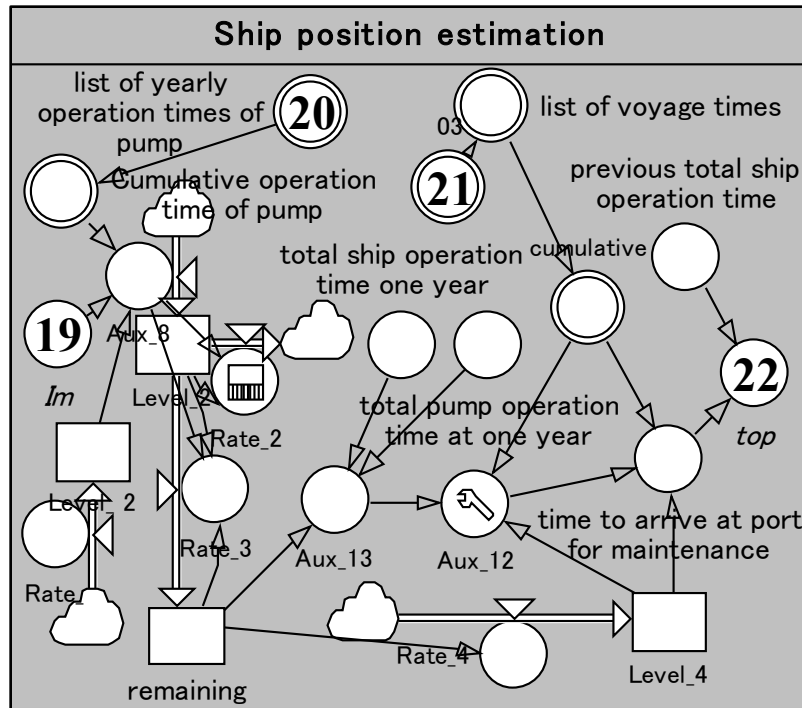 Ship position estimation
list of yearly
operation times of
pump
20
03
list of voyage times
21
previous total ship
operation time
Cumulative operation
time of pump
total ship operation
time one year
cumulative
19
Aux_8
Im
Level_2
Rate_2
22
top
total pump operation
time at one year
Level_ 2
Rate_3
Rate_
Aux_13
Aux_12
time to arrive at port
for maintenance
remaining
Rate_4
Level_4